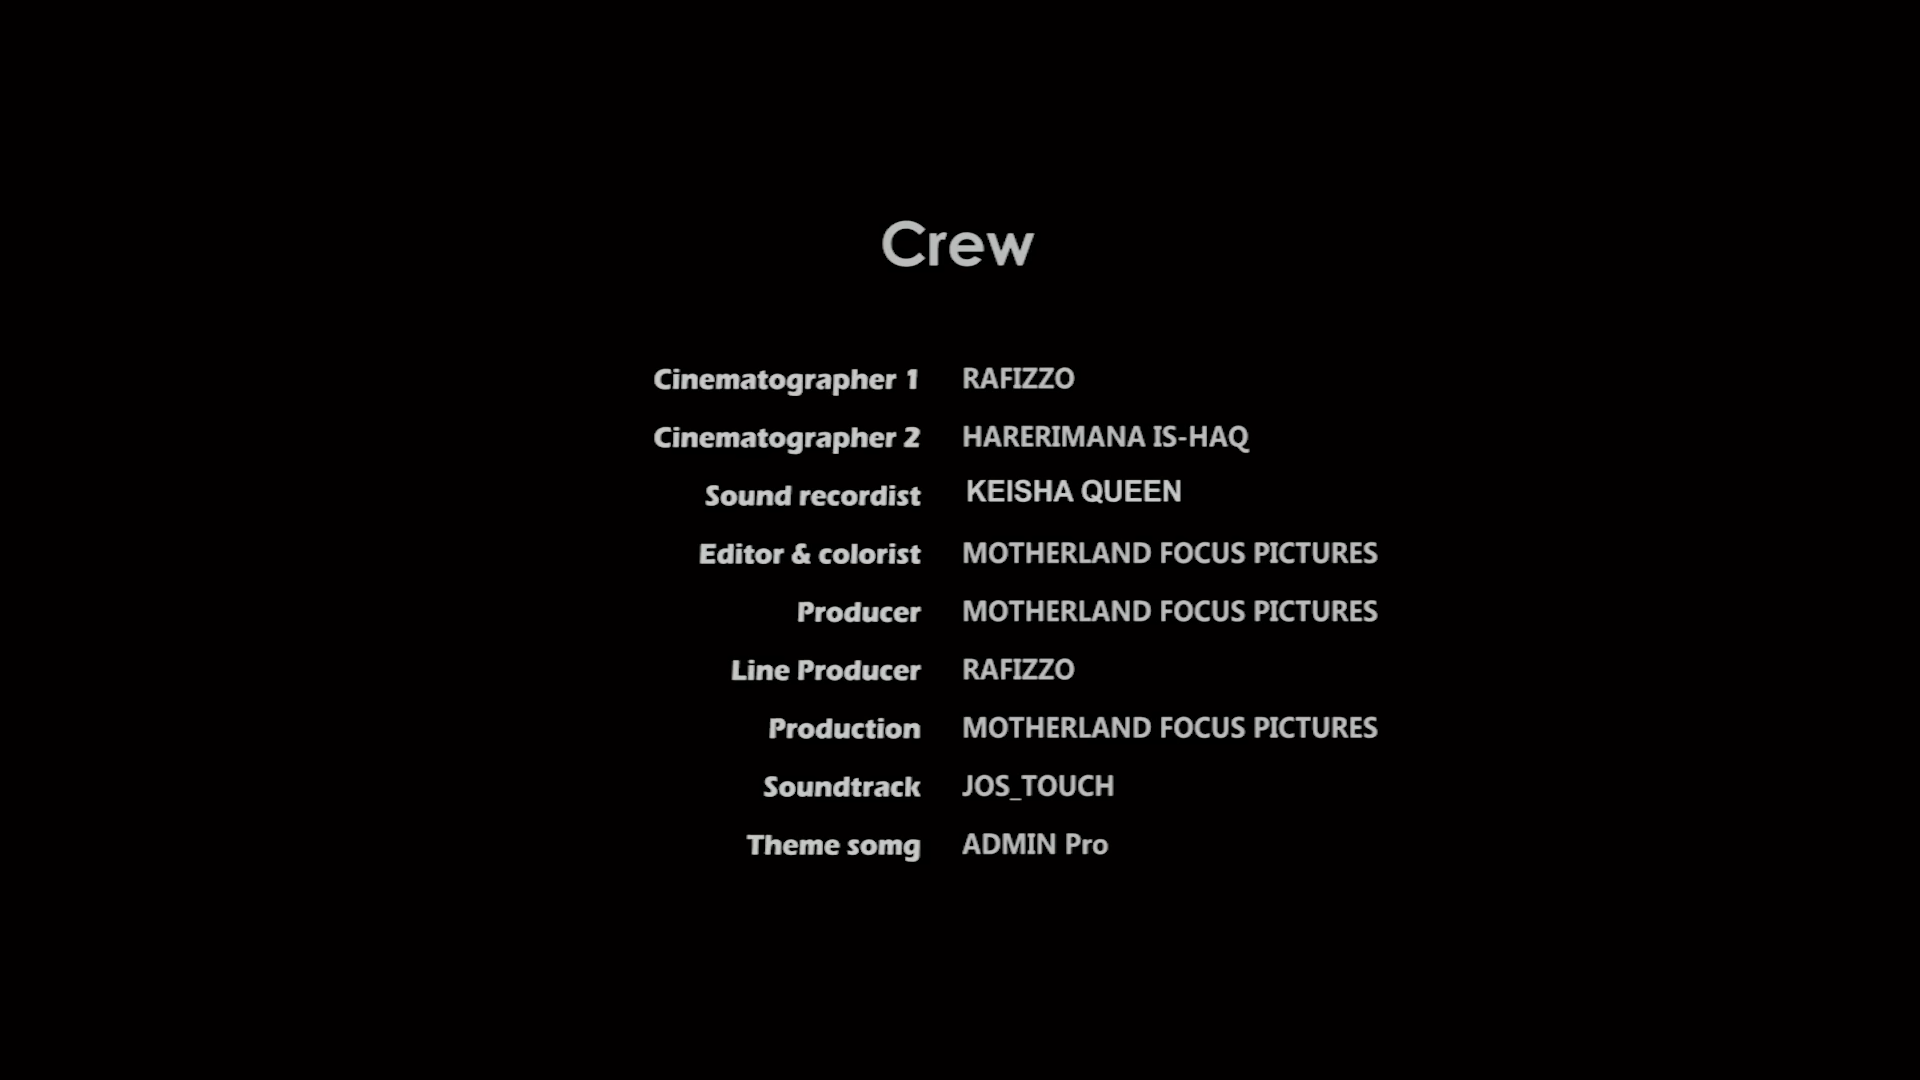 Crew
Cinematographer 1 RAFIZZO
Cinematographer 2 HARERIMANA IS-HAQ
Sound recordist KEISHA QUEEN
Editor & colorist MOTHERLAND FOCUS PICTURES
Producer MOTHERLAND FOCUS PICTURES
Line Producer RAFIZZO
Production MOTHERLAND FOCUS PICTURES
Soundtrack JOS_TOUCH
Theme somg ADMIN Pro